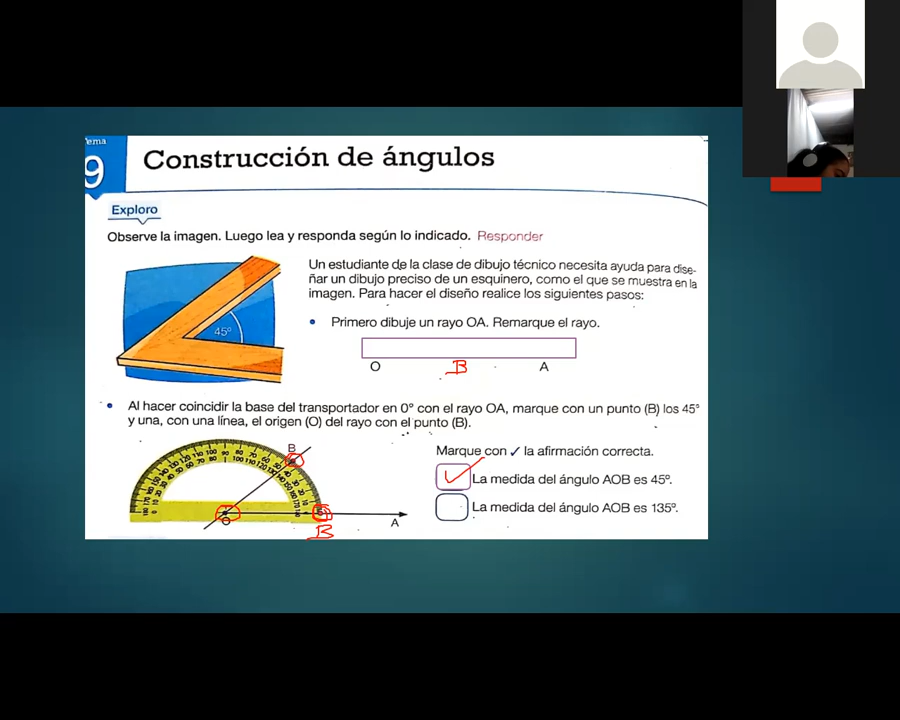 ema
9
Construcción de ángulos
Exploro
Observe la imagen. Luego lea y responda según lo indicado. Responder
Un estudiante de la clase de dibujo técnico necesita ayuda para dise-
ñar un dibujo preciso de un esquinero, como el que se muestra en la
imagen. Para hacer el diseño realice los siguientes pasos:
45°
• Primero dibuje un rayo OA. Remarque el rayo.
O B A
• Al hacer coincidir la base del transportador en 0° con el rayo OA, marque con un punto (B) los 45°
y una, con una línea, el origen (O) del rayo con el punto (B).
B
O
A
B
Marque con ✓ la afirmación correcta.
✓ La medida del ángulo AOB es 45°.
La medida del ángulo AOB es 135°.